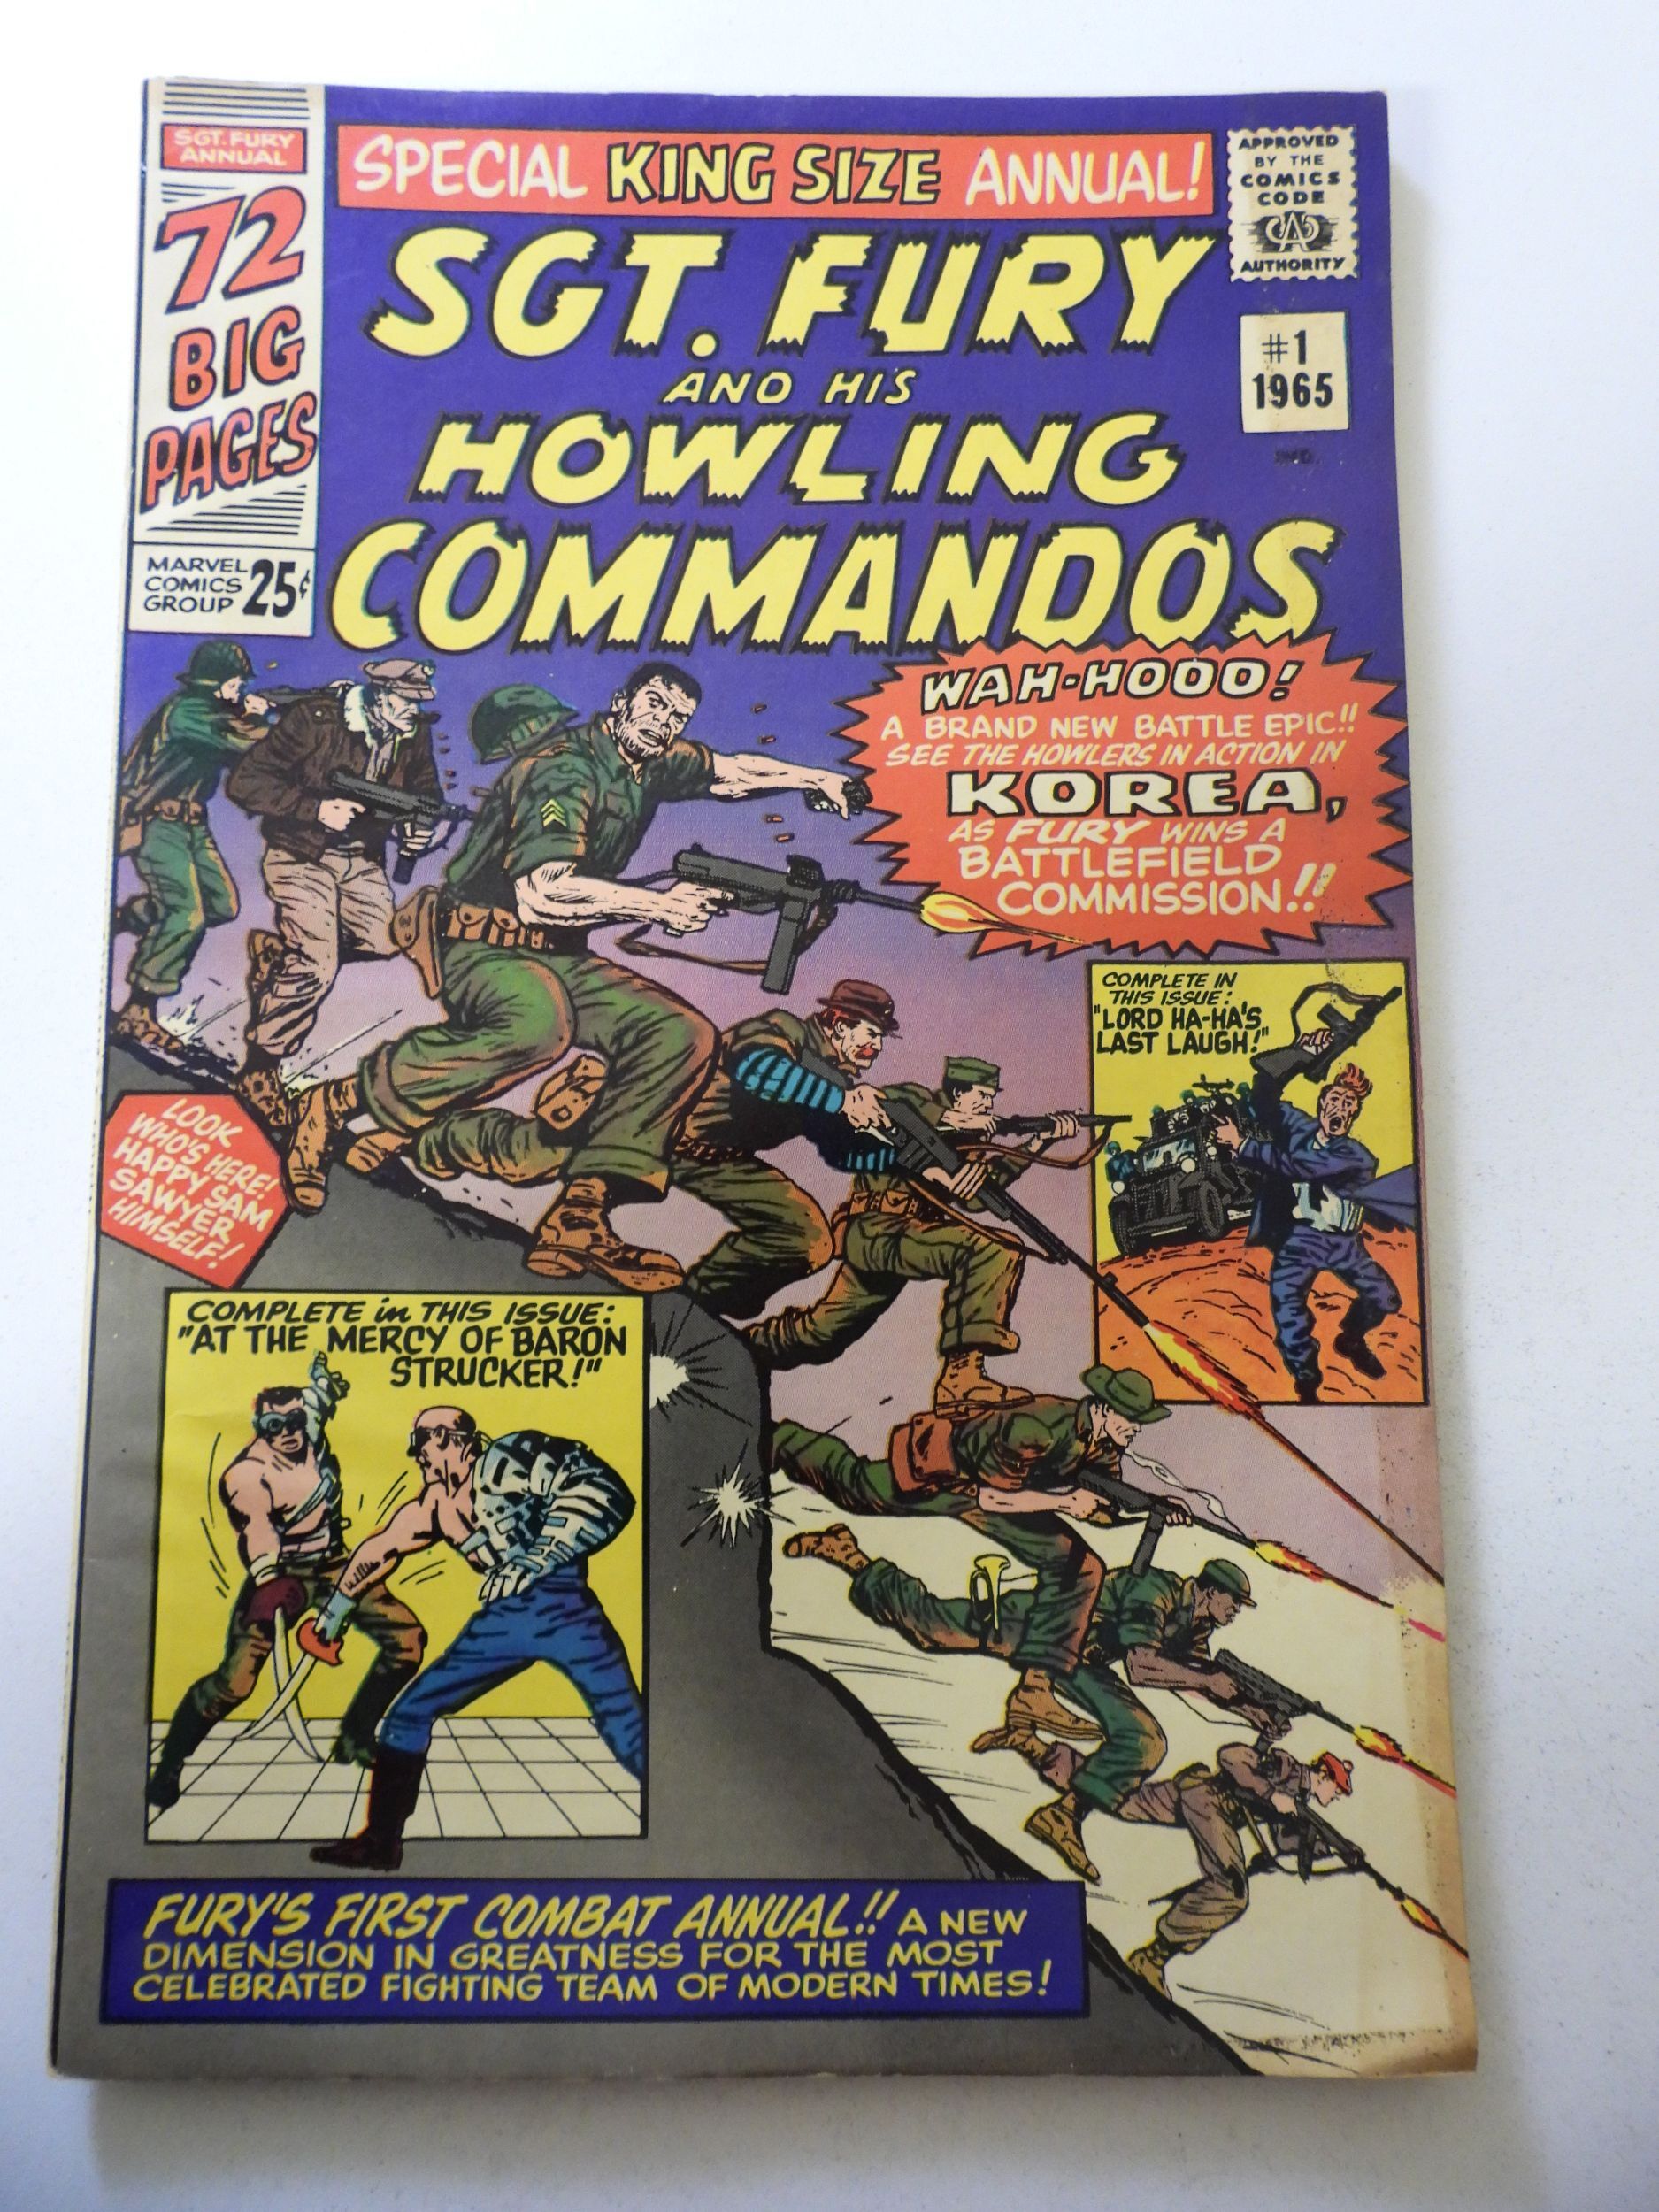 SGT. FURY
ANNUAL
72
BIG
PAGES
MARVEL
COMICS
GROUP 25¢
SPECIAL KING SIZE ANNUAL!
APPROVED
BY THE
COMICS
CODE
CA
AUTHORITY
#1
1965
IND.
SGT. FURY
AND HIS
HOWLING
COMMANDOS
WAH-HOOO!
A BRAND NEW BATTLE EPIC!!
SEE THE HOWLERS IN ACTION IN
KOREA,
AS FURY WINS A
BATTLEFIELD
COMMISSION!!
COMPLETE IN
THIS ISSUE:
"LORD HA-HA'S
LAST LAUGH!"
LOOK
WHO'S HERE!
HAPPY SAM
SAWYER
HIMSELF!
COMPLETE in THIS ISSUE:
"AT THE MERCY OF BARON
STRUCKER!"
FURY'S FIRST COMBAT ANNUAL!! A NEW
DIMENSION IN GREATNESS FOR THE MOST
CELEBRATED FIGHTING TEAM OF MODERN TIMES!